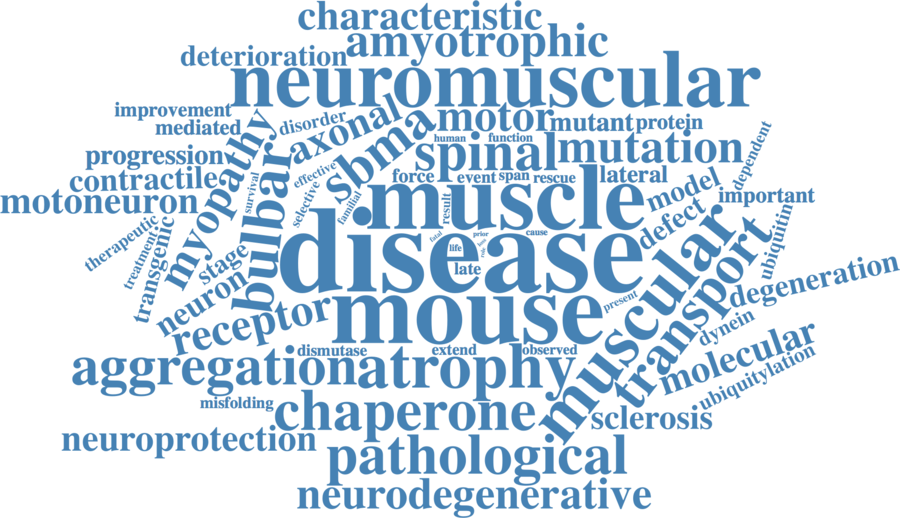 characteristic
amyotrophic
deterioration
neuromuscular
improvement
mediated
disorder
axonal
sbma
motor
mutant
protein
human
function
dependent
progression
contractile
motoneuron
myopathy
bulbar
survival
effective
selective
familial
spinal
mutation
force
event
span
rescue
lateral
model
important
muscle
result
defect
disease
fatal
prior
cause
life
loss
role
late
therapeutic
treatment
transgenic
stage
neuron
receptor
mouse
present
muscular
transport
ubiquitin
degeneration
dynein
molecular
ubiquitylation
dismutase
extend
observed
aggregation
atrophy
misfolding
chaperone
sclerosis
neuroprotection
pathological
neurodegenerative